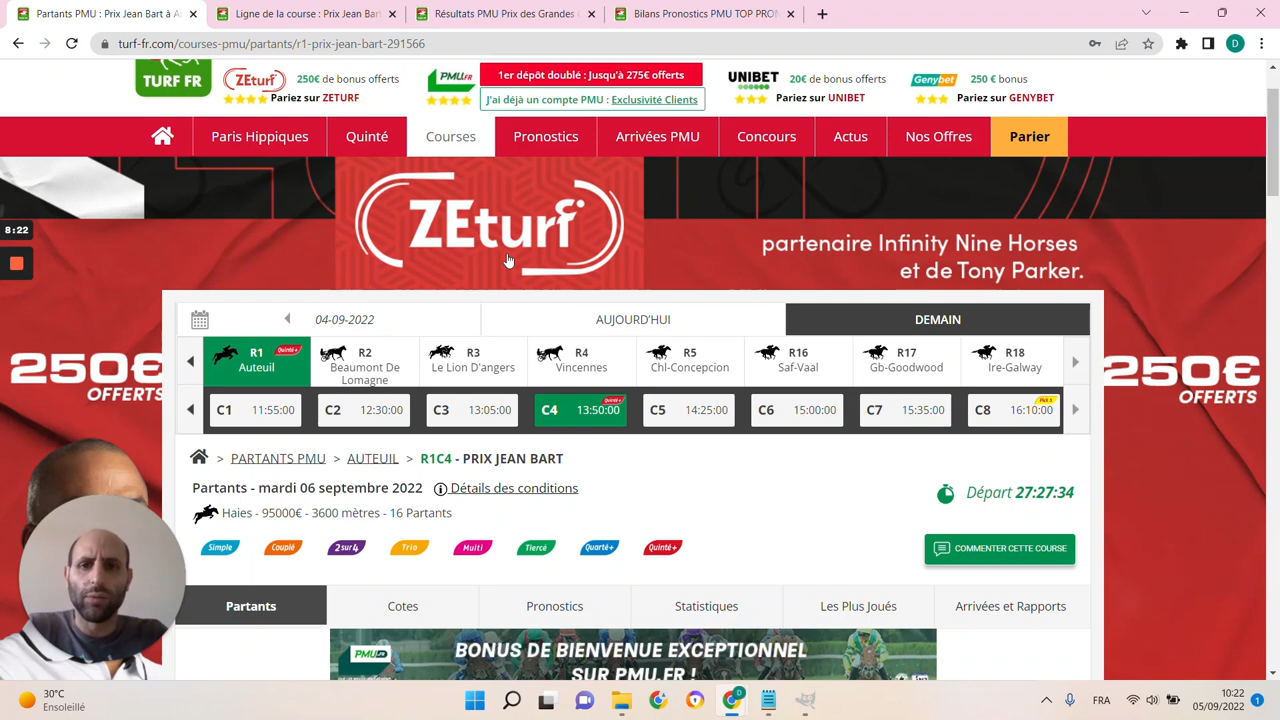 Partants PMU : Prix Jean Bart à A
Ligne de la course : Prix Jean Bar
Résultats PMU Prix des Grandes
Bilans Pronostics PMU TOP PRON
turf-fr.com/courses-pmu/partants/r1-prix-jean-bart-291566
TURF FR
ZEturf
250€ de bonus offerts
Pariez sur ZETURF
PMU.FR
1er dépôt doublé : Jusqu'à 275€ offerts
J'ai déjà un compte PMU : Exclusivité Clients
UNIBET
20€ de bonus offerts
Pariez sur UNIBET
Genybet
250 € bonus
Pariez sur GENYBET
Paris Hippiques
Quinté
Courses
Pronostics
Arrivées PMU
Concours
Actus
Nos Offres
Parier
ZEturf
partenaire Infinity Nine Horses
et de Tony Parker.
8:22
250€
OFFERTS
250€
OFFERTS
04-09-2022
AUJOURD'HUI
DEMAIN
R1
Quinté+
Auteuil
R2
Beaumont De
Lomagne
R3
Le Lion D'angers
R4
Vincennes
R5
Chl-Concepcion
R16
Saf-Vaal
R17
Gb-Goodwood
R18
Ire-Galway
C1 11:55:00
C2 12:30:00
C3 13:05:00
C4 13:50:00
Quinté+
C5 14:25:00
C6 15:00:00
C7 15:35:00
C8 16:10:00
Pick 5
> PARTANTS PMU > AUTEUIL > R1C4 - PRIX JEAN BART
Partants - mardi 06 septembre 2022
Détails des conditions
Haies - 95000€ - 3600 mètres - 16 Partants
Départ 27:27:34
Simple
Couplé
2sur4
Trio
Multi
Tiercé
Quarté+
Quinté+
COMMENTER CETTE COURSE
Partants
Cotes
Pronostics
Statistiques
Les Plus Joués
Arrivées et Rapports
PMU.fr
BONUS DE BIENVENUE EXCEPTIONNEL
SUR PMU.FR !
30°C
Ensoleillé
D
FRA
10:22
05/09/2022
1